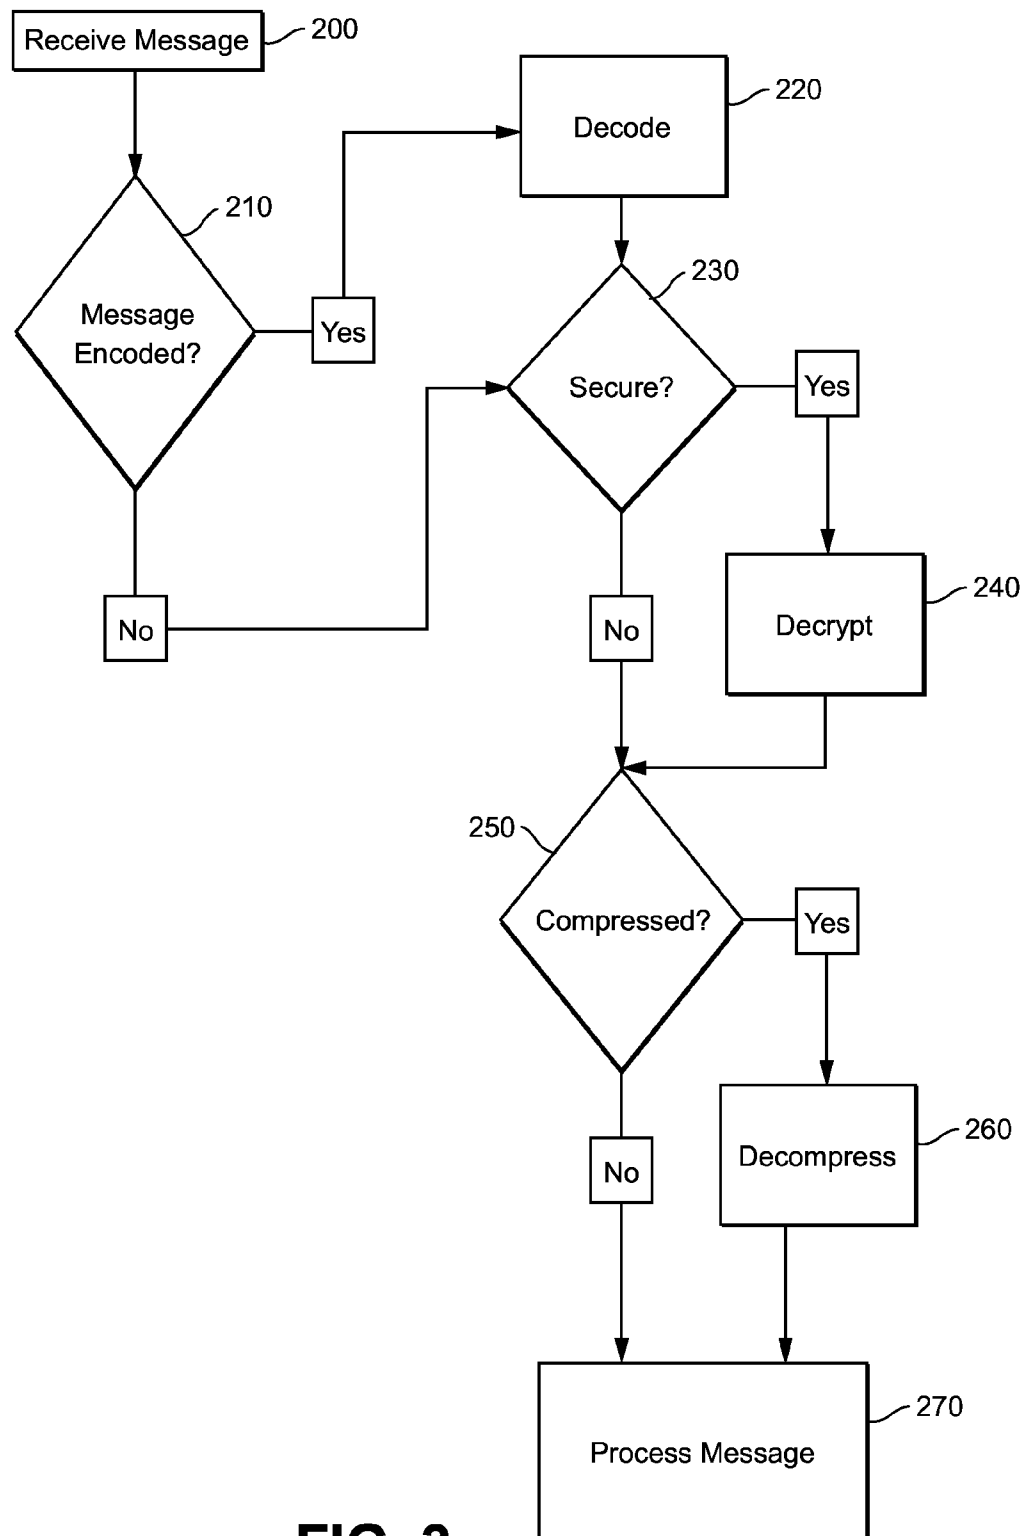 Receive Message
200
220
Decode
210
Message
Encoded?
Yes
230
Secure?
Yes
No
No
240
Decrypt
250
Compressed?
Yes
No
260
Decompress
270
Process Message
FIG.